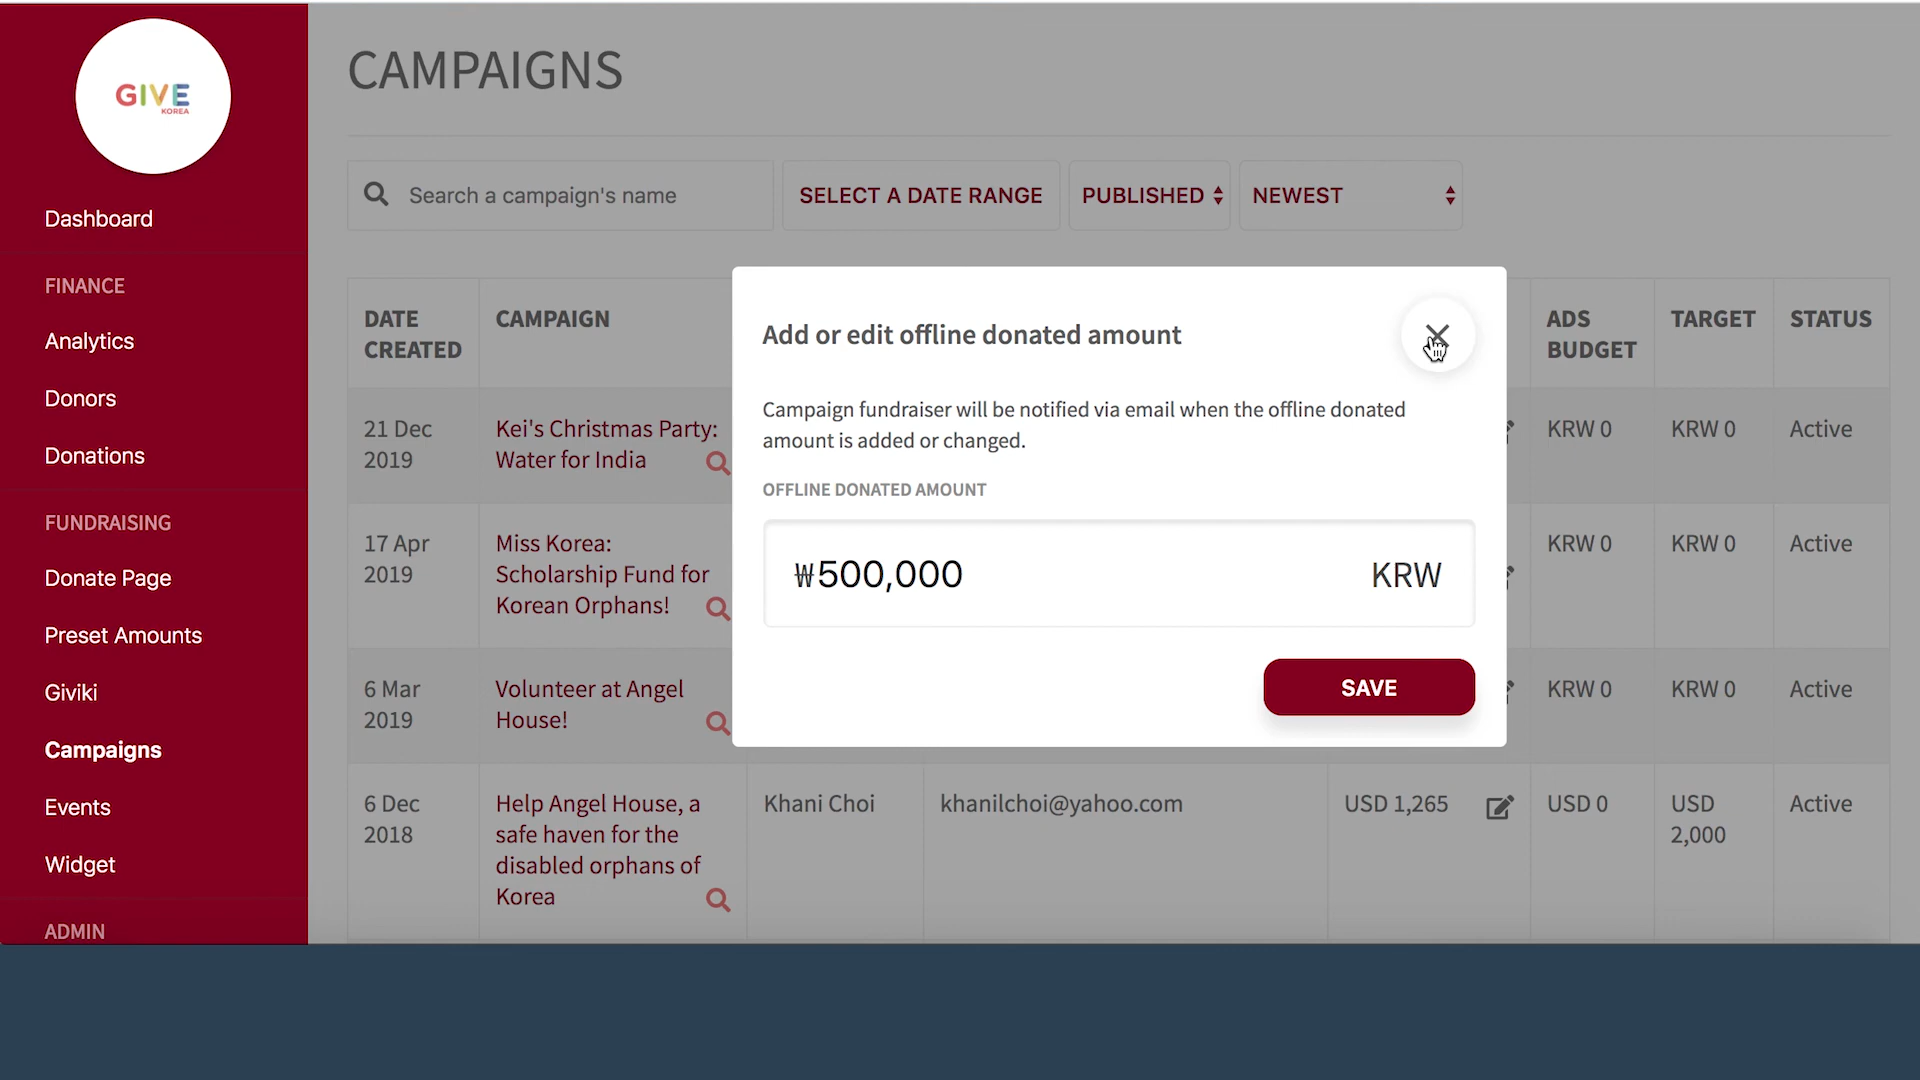 GIVE
KOREA
Dashboard
FINANCE
Analytics
Donors
Donations
FUNDRAISING
Donate Page
Preset Amounts
Giviki
Campaigns
Events
Widget
ADMIN
CAMPAIGNS
Search a campaign's name
SELECT A DATE RANGE
PUBLISHED
NEWEST
DATE
CREATED
CAMPAIGN
ADS
BUDGET
TARGET
STATUS
21 Dec
2019
Kei's Christmas Party:
Water for India
KRW 0
KRW 0
Active
17 Apr
2019
Miss Korea:
Scholarship Fund for
Korean Orphans!
KRW 0
KRW 0
Active
6 Mar
2019
Volunteer at Angel
House!
KRW 0
KRW 0
Active
6 Dec
2018
Help Angel House, a
safe haven for the
disabled orphans of
Korea
Khani Choi
khanilchoi@yahoo.com
USD 1,265
USD 0
USD
2,000
Active
Add or edit offline donated amount
Campaign fundraiser will be notified via email when the offline donated
amount is added or changed.
OFFLINE DONATED AMOUNT
₩500,000
KRW
SAVE